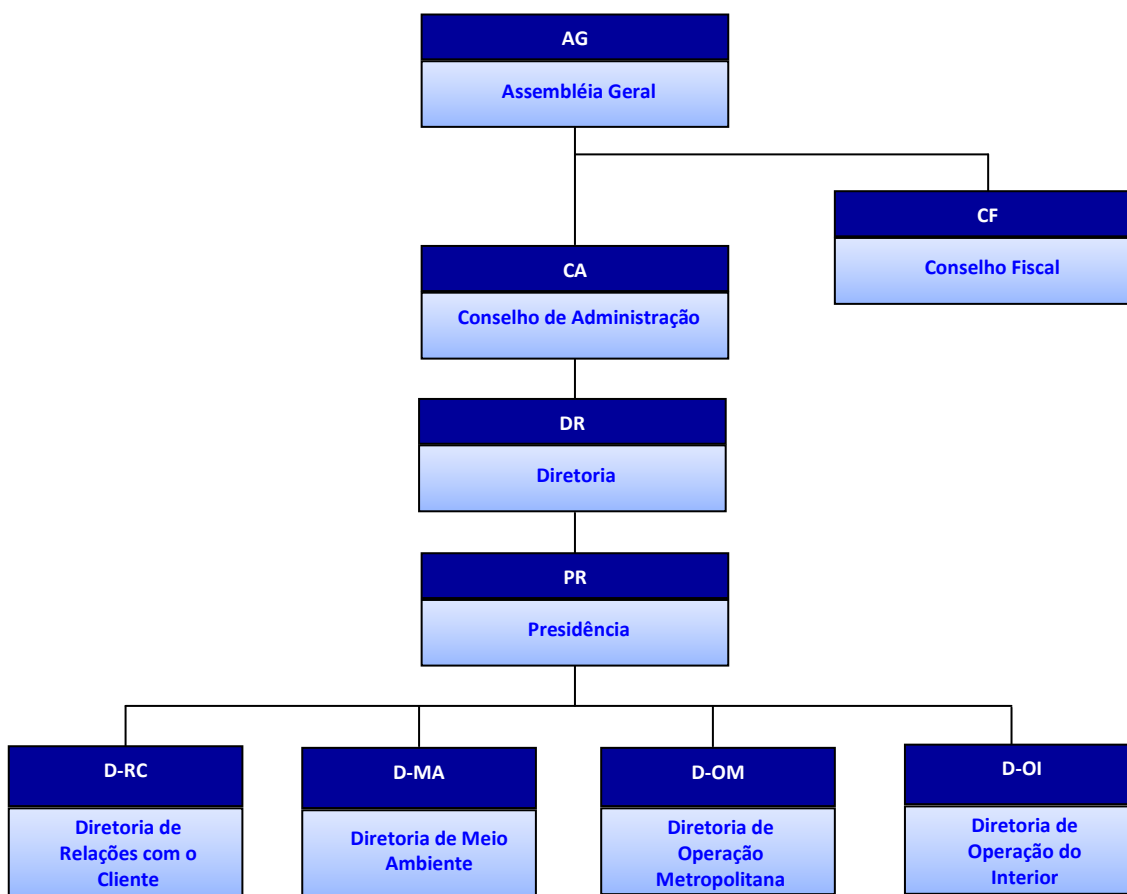 AG
Assembléia Geral
CF
Conselho Fiscal
CA
Conselho de Administração
DR
Diretoria
PR
Presidência
D-RC
Diretoria de
Relações com o
Cliente
D-MA
Diretoria de Meio
Ambiente
D-OM
Diretoria de
Operação
Metropolitana
D-OI
Diretoria de
Operação do
Interior